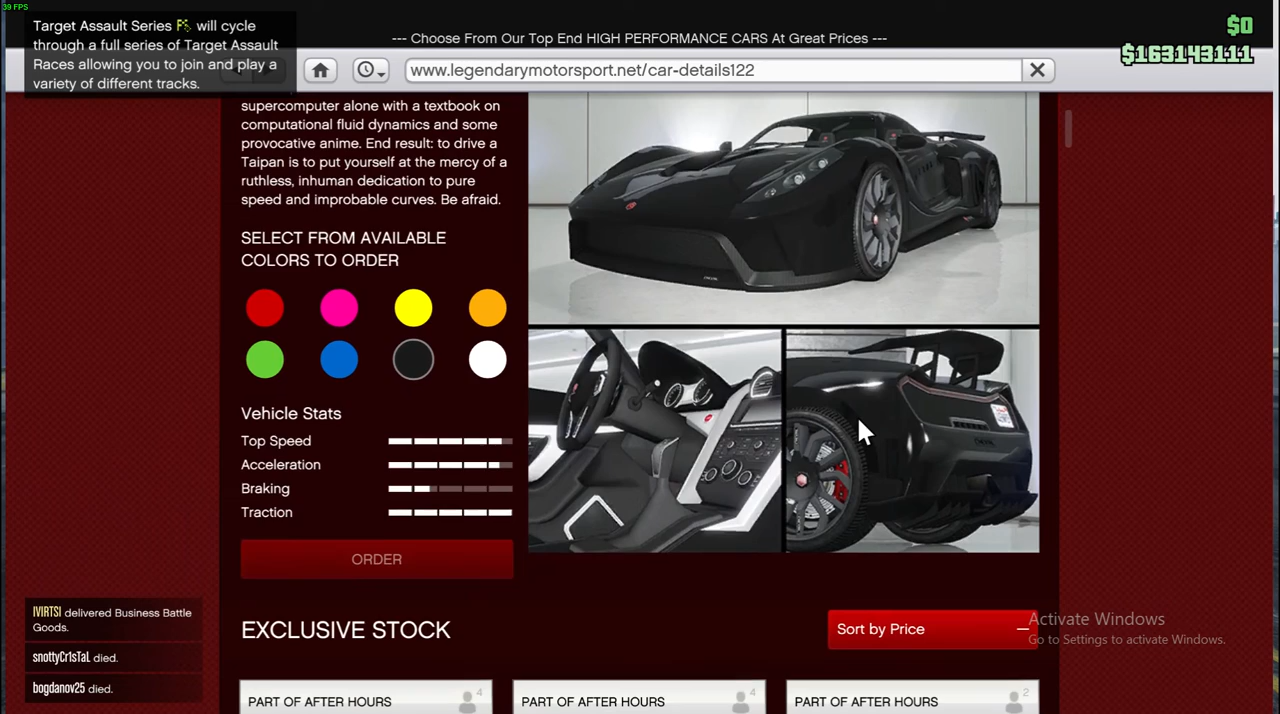 39 FPS
Target Assault Series will cycle
through a full series of Target Assault
Races allowing you to join and play a
variety of different tracks.
--- Choose From Our Top End HIGH PERFORMANCE CARS At Great Prices ---
$0
$163143111
www.legendarymotorsport.net/car-details122
supercomputer alone with a textbook on
computational fluid dynamics and some
provocative anime. End result: to drive a
Taipan is to put yourself at the mercy of a
ruthless, inhuman dedication to pure
speed and improbable curves. Be afraid.
SELECT FROM AVAILABLE
COLORS TO ORDER
Vehicle Stats
Top Speed
Acceleration
Braking
Traction
ORDER
EXCLUSIVE STOCK
Sort by Price
Activate Windows
Go to Settings to activate Windows.
IVIRTSI delivered Business Battle
Goods.
snottyCr1sTaL died.
bogdanov25 died.
PART OF AFTER HOURS 4
PART OF AFTER HOURS 4
PART OF AFTER HOURS 2